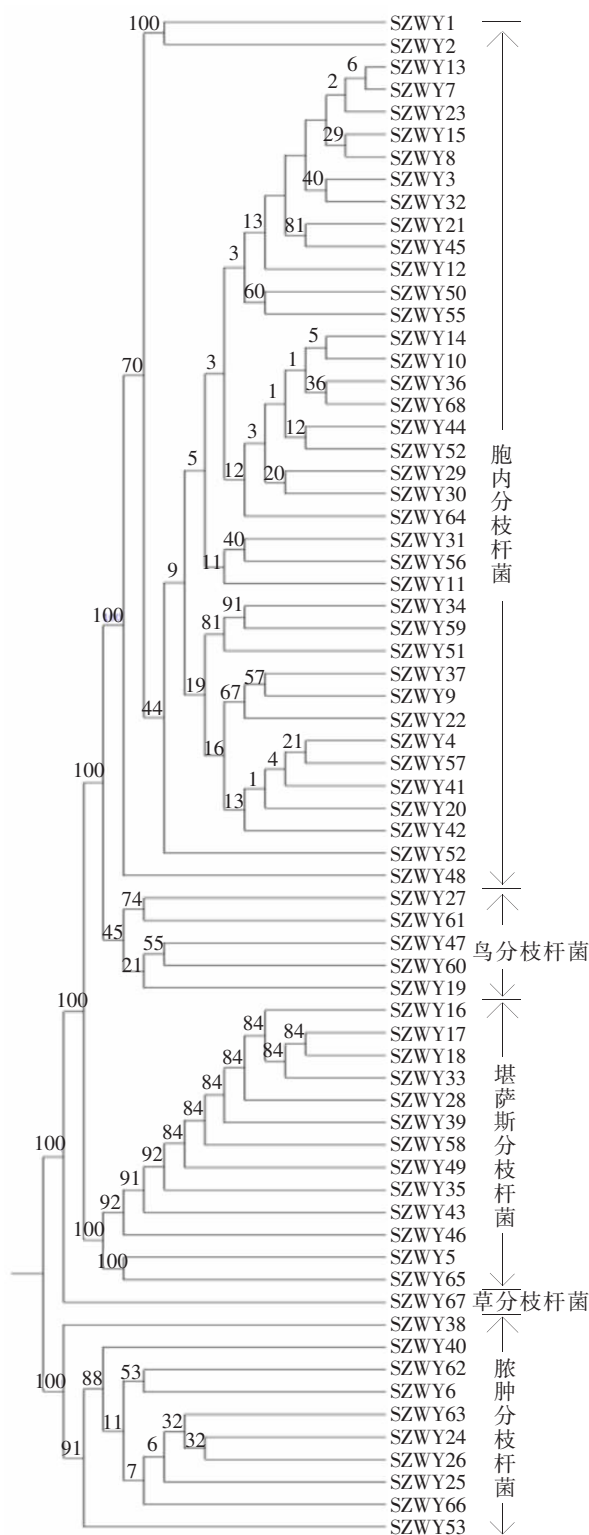 SZWY1
100
SZWY2
SZWY13
6
SZWY7
2
SZWY23
SZWY15
29
SZWY8
SZWY3
40
SZWY32
SZWY21
13
81
SZWY45
3
SZWY12
SZWY50
60
SZWY55
SZWY14
5
SZWY10
3
1
SZWY36
36
SZWY68
1
SZWY44
12
SZWY52
3
SZWY29
5
12
20
SZWY30
SZWY64
SZWY31
40
SZWY56
11
SZWY11
9
SZWY34
91
SZWY59
81
SZWY51
SZWY37
57
SZWY9
19
67
SZWY22
SZWY4
21
SZWY57
16
4
SZWY41
1
SZWY20
13
SZWY42
44
SZWY52
70
SZWY48
100
胞内分枝杆菌
SZWY27
74
SZWY61
45
SZWY47
55
SZWY60
21
SZWY19
100
鸟分枝杆菌
SZWY16
84
SZWY17
84
SZWY18
84
SZWY33
84
SZWY28
84
SZWY39
84
SZWY58
84
SZWY49
92
SZWY35
91
SZWY43
92
SZWY46
100
SZWY5
100
SZWY65
100
堪萨斯分枝杆菌
SZWY67
100
草分枝杆菌
SZWY38
100
SZWY40
88
SZWY62
53
SZWY6
11
SZWY63
32
SZWY24
32
SZWY26
6
SZWY25
7
SZWY66
91
SZWY53
脓肿分枝杆菌